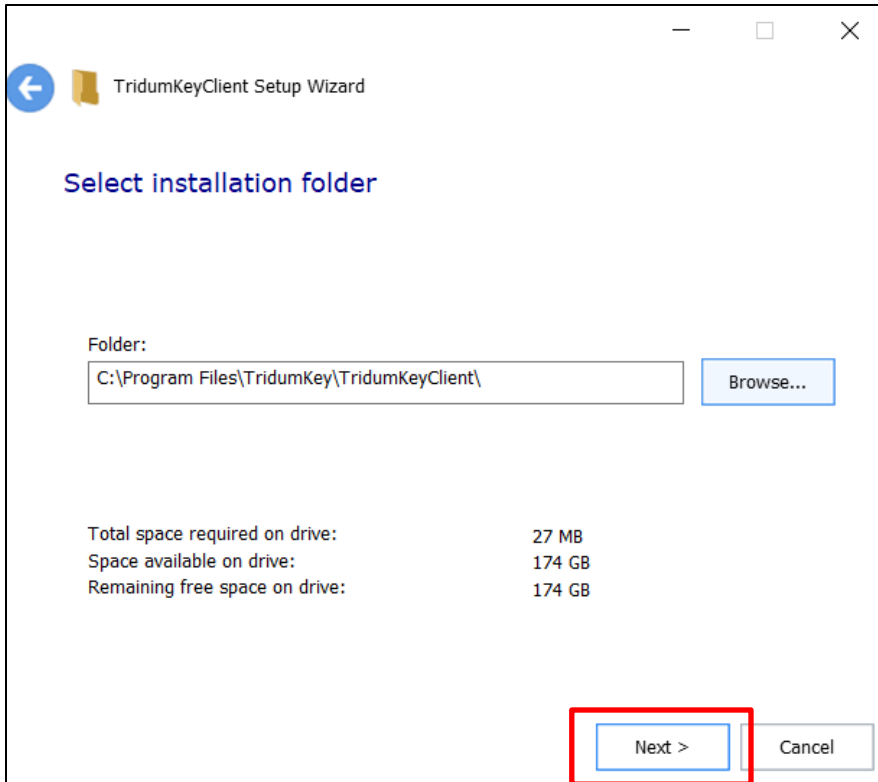 TridumKeyClient Setup Wizard
Select installation folder
Folder:
C:\Program Files\TridumKey\TridumKeyClient\
Browse...
Total space required on drive: 27 MB
Space available on drive: 174 GB
Remaining free space on drive: 174 GB
Next > Cancel